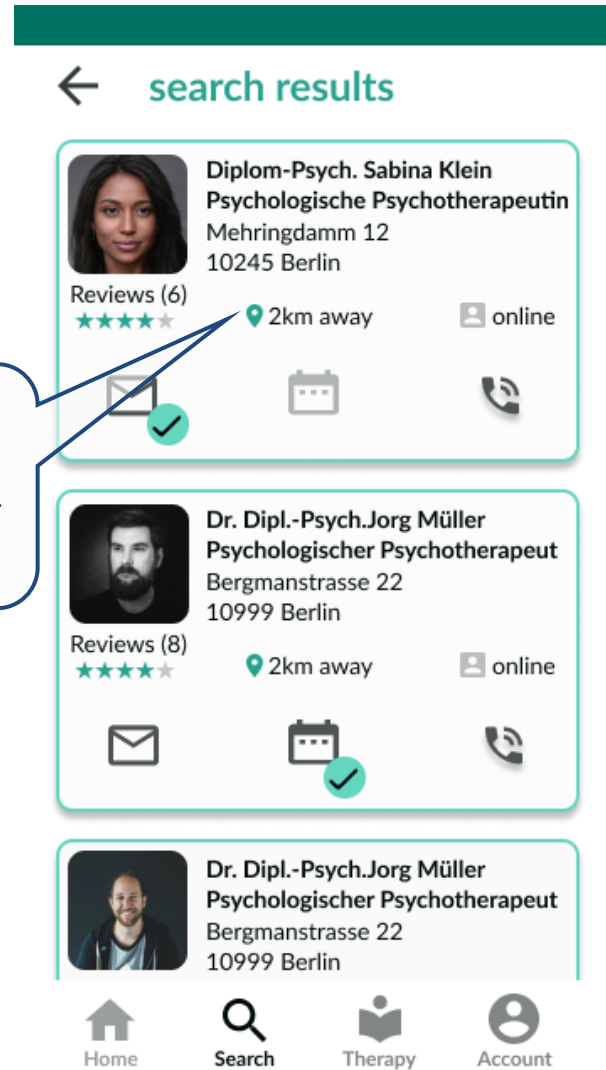 search results
Diplom-Psych. Sabina Klein
Psychologische Psychotherapeutin
Mehringdamm 12
10245 Berlin
Reviews (6)
2km away
online
Dr. Dipl.-Psych.Jorg Müller
Psychologischer Psychotherapeut
Bergmanstrasse 22
10999 Berlin
Reviews (8)
2km away
online
Dr. Dipl.-Psych.Jorg Müller
Psychologischer Psychotherapeut
Bergmanstrasse 22
10999 Berlin
Home
Search
Therapy
Account